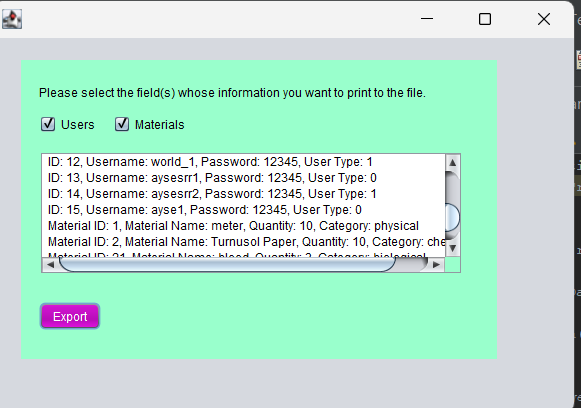 Please select the field(s) whose information you want to print to the file.
Users Materials
ID: 12, Username: world_1, Password: 12345, User Type: 1
ID: 13, Username: aysesrr1, Password: 12345, User Type: 0
ID: 14, Username: aysesrr2, Password: 12345, User Type: 1
ID: 15, Username: ayse1, Password: 12345, User Type: 0
Material ID: 1, Material Name: meter, Quantity: 10, Category: physical
Material ID: 2, Material Name: Turnusol Paper, Quantity: 10, Category: che
Material ID: 21, Material Name: blood, Quantity: 2, Category: biological
Export